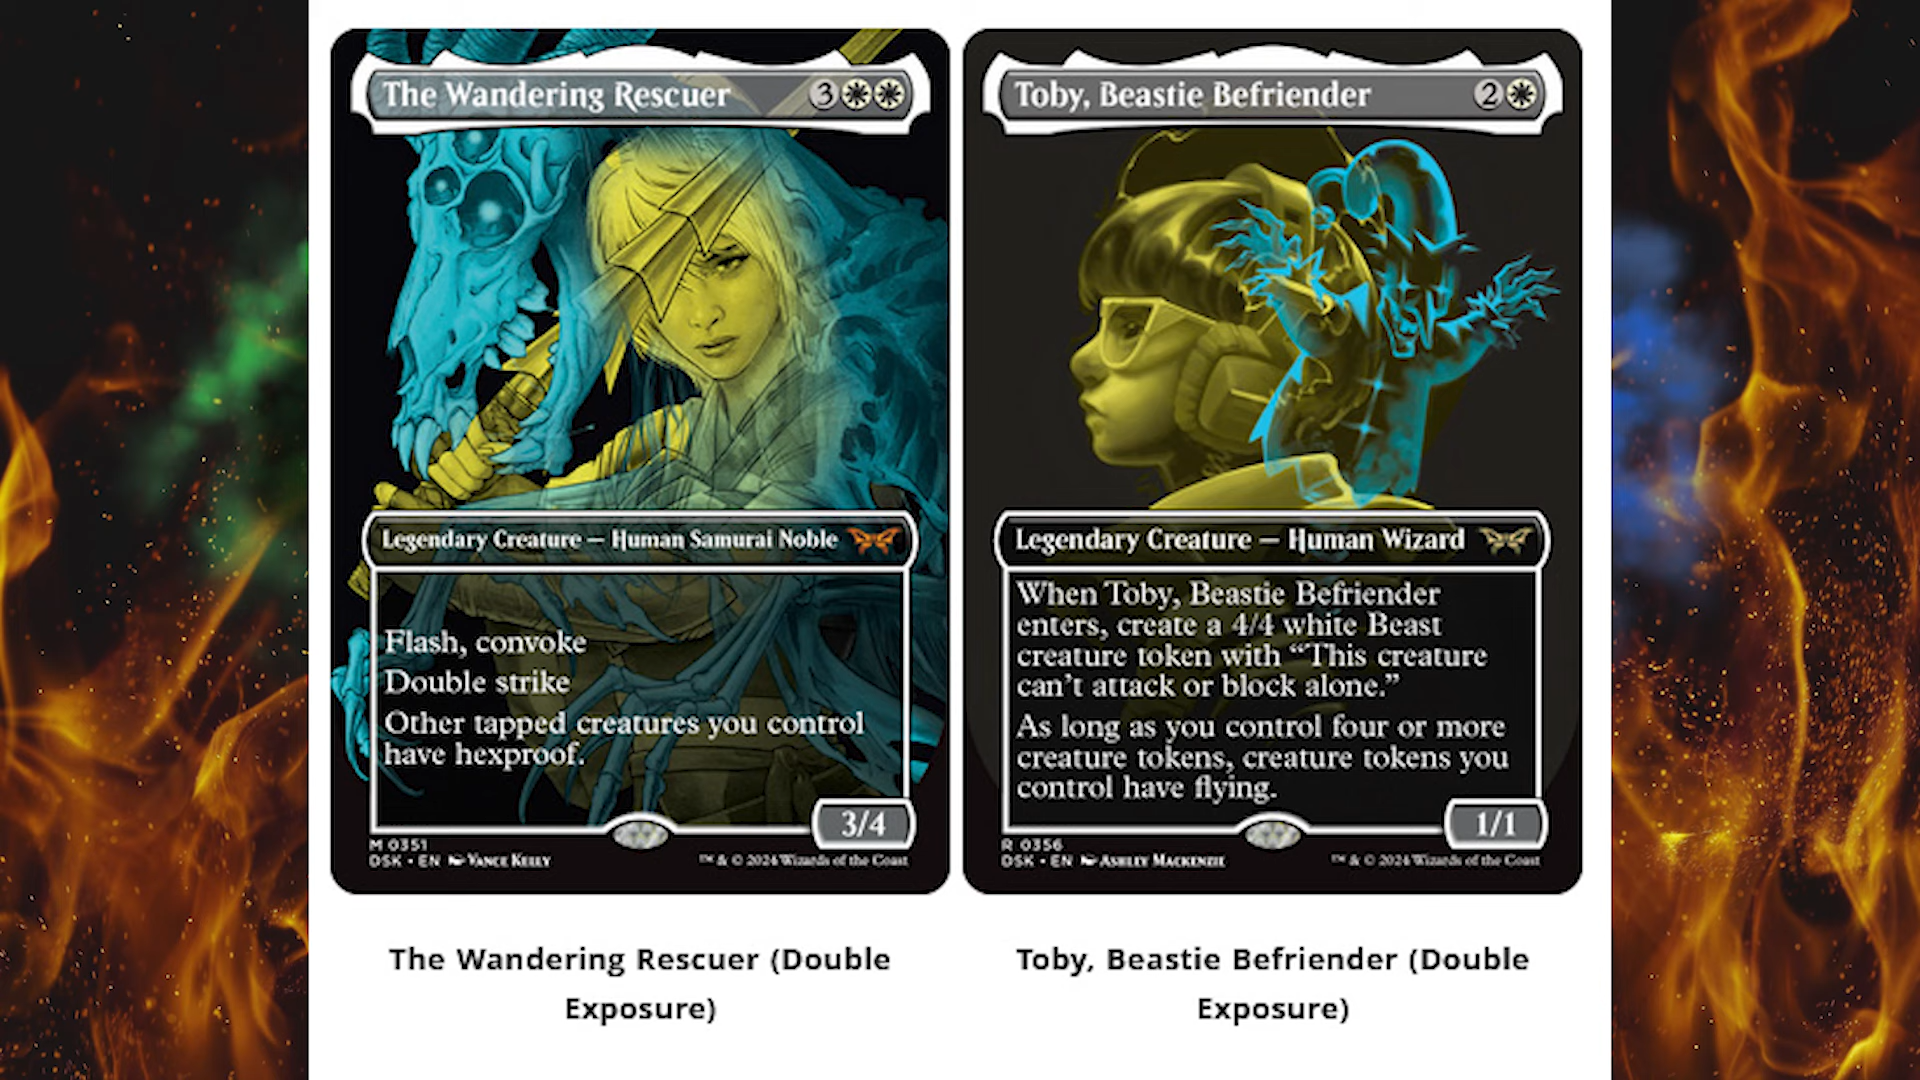 The Wandering Rescuer 3
Legendary Creature — Human Samurai Noble
Flash, convoke
Double strike
Other tapped creatures you control
have hexproof.
3/4
M 0351
DSK • EN VANCE KELLY
™ & © 2024 Wizards of the Coast
The Wandering Rescuer (Double
Exposure)
Toby, Beastie Befriender 2
Legendary Creature — Human Wizard
When Toby, Beastie Befriender
enters, create a 4/4 white Beast
creature token with “This creature
can’t attack or block alone.”
As long as you control four or more
creature tokens, creature tokens you
control have flying.
1/1
R 0356
DSK • EN ASHLEY MACKENZIE
™ & © 2024 Wizards of the Coast
Toby, Beastie Befriender (Double
Exposure)